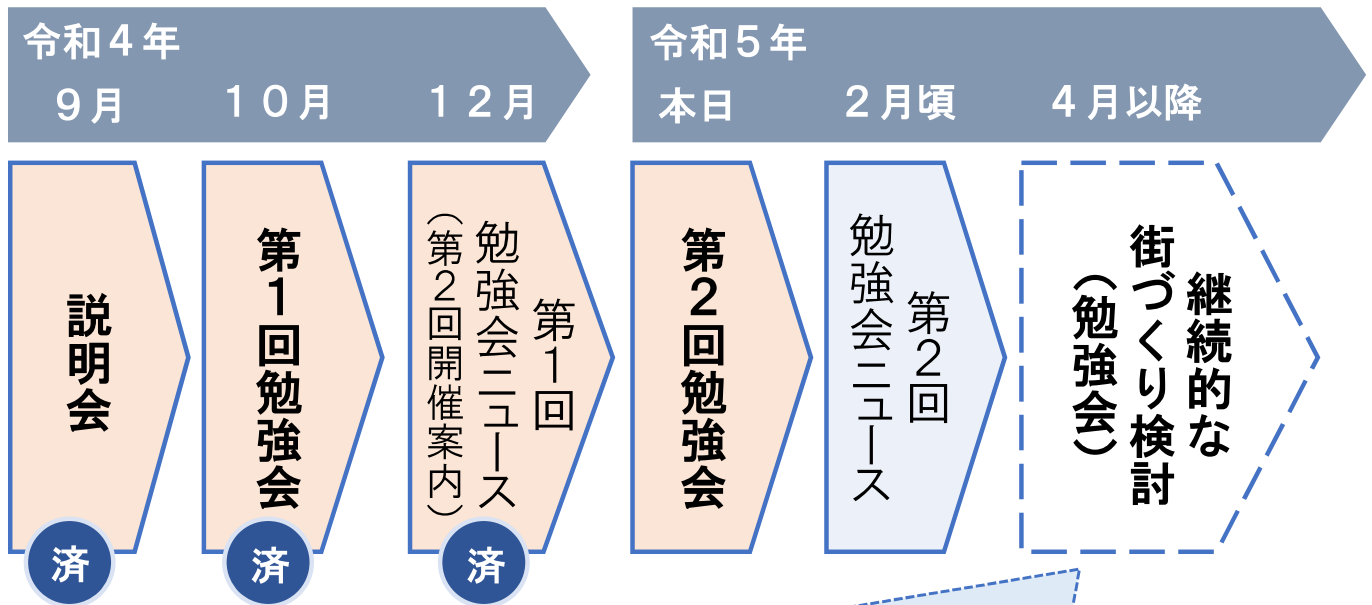 令和４年
９月
１０月
１２月
令和５年
本日
２月頃
４月以降
説明会
第１回勉強会
第１回
勉強会ニュース
（第２回開催案内）
第２回勉強会
第２回
勉強会ニュース
継続的な
街づくり検討
（勉強会）
済
済
済